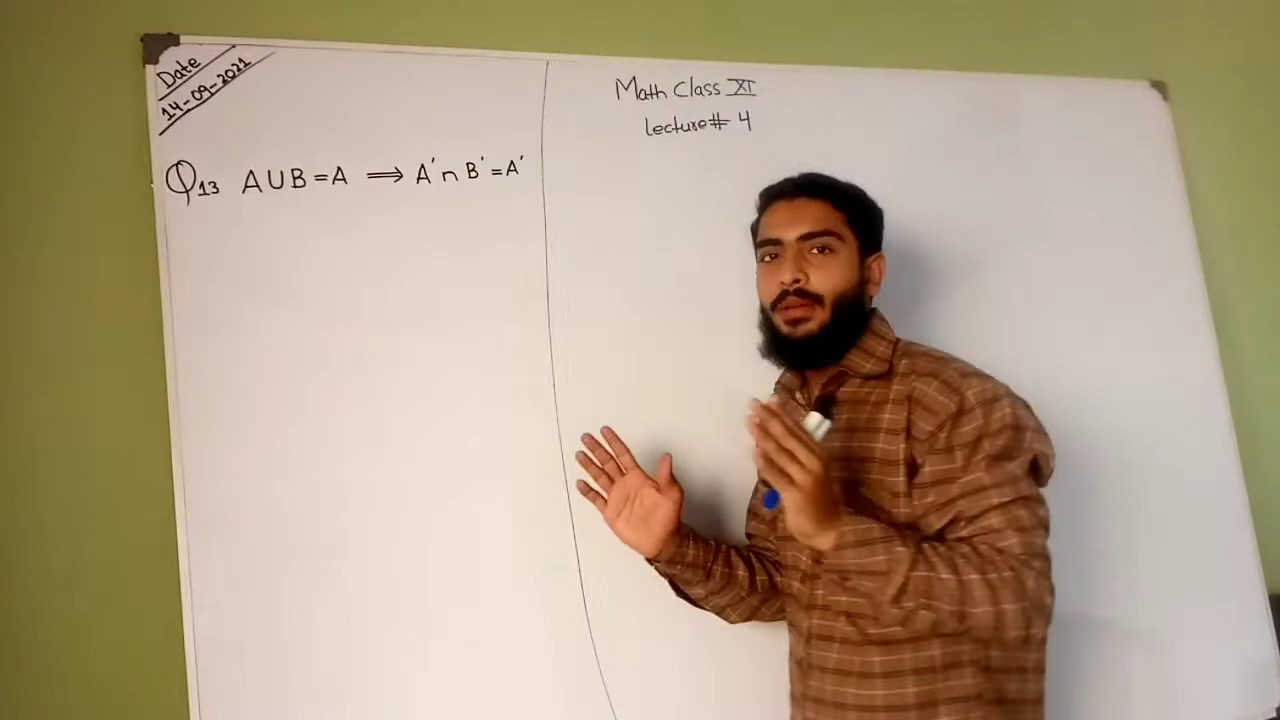 Date
14-09-2021
Math Class XI
Lecture# 4
Q13 A∪B=A ⟹ A'∩B'=A'